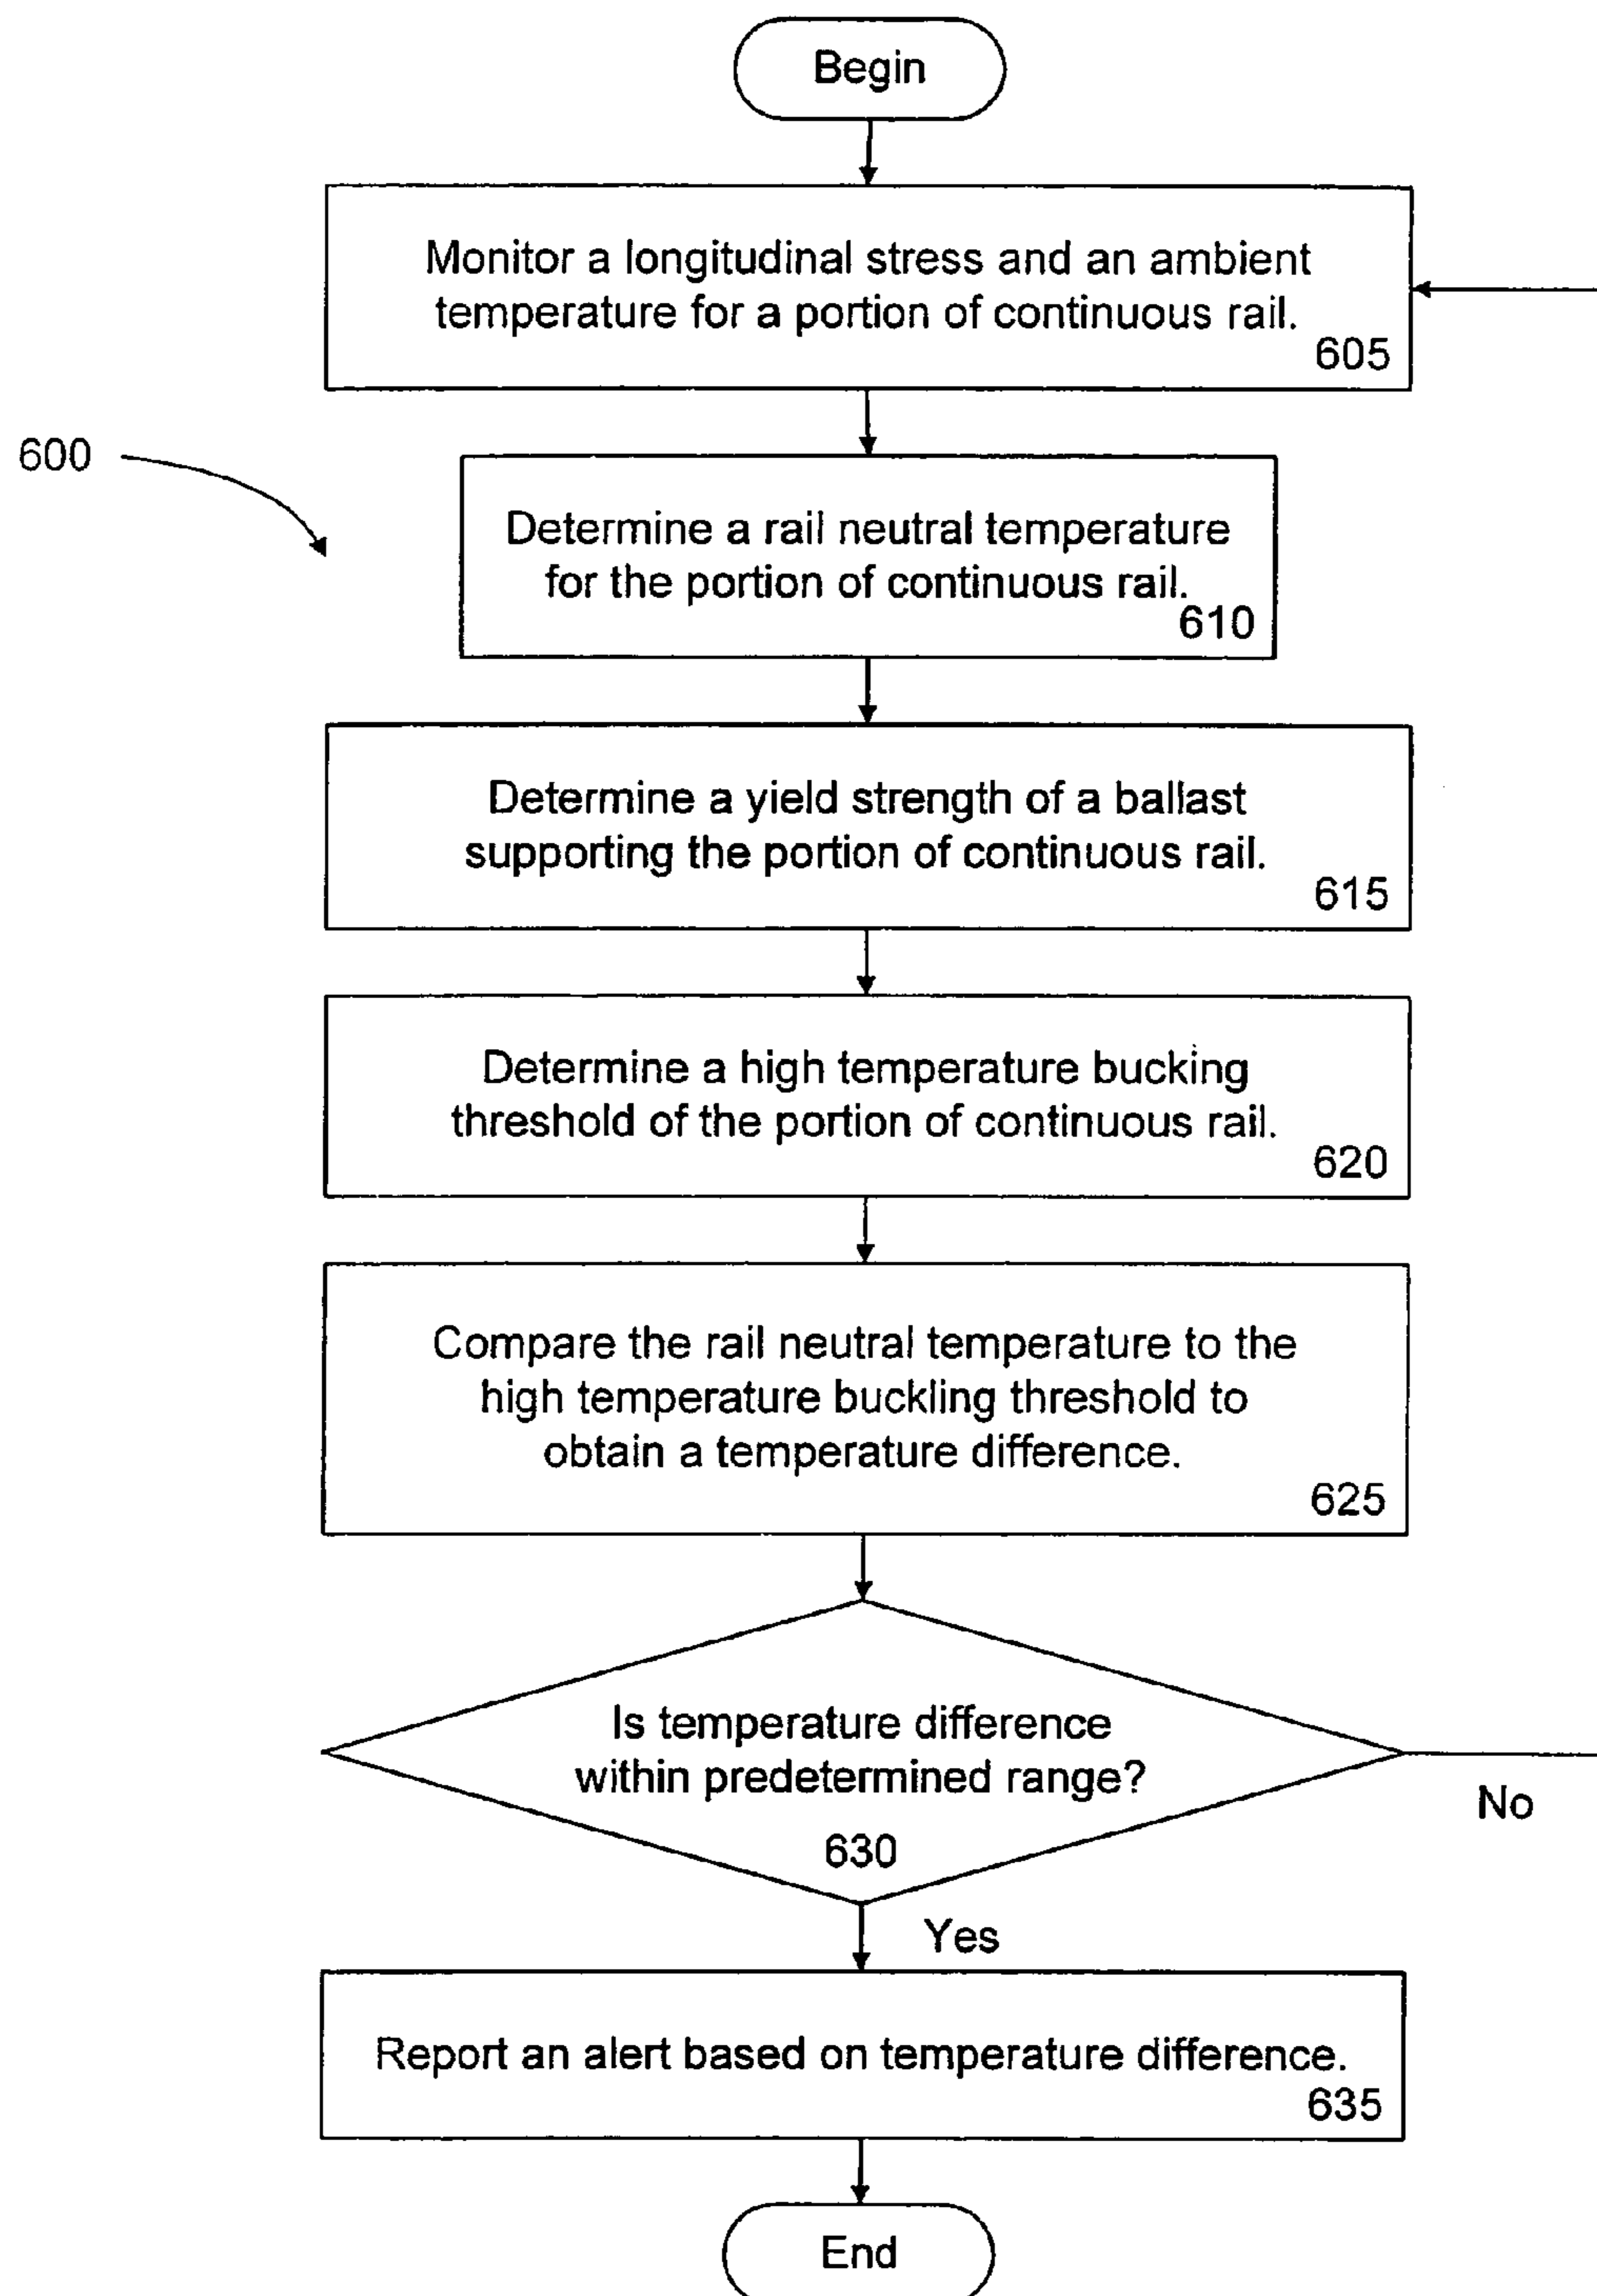 Begin
Monitor a longitudinal stress and an ambient
temperature for a portion of continuous rail.
605
600
Determine a rail neutral temperature
for the portion of continuous rail.
610
Determine a yield strength of a ballast
supporting the portion of continuous rail.
615
Determine a high temperature bucking
threshold of the portion of continuous rail.
620
Compare the rail neutral temperature to the
high temperature buckling threshold to
obtain a temperature difference.
625
Is temperature difference
within predetermined range?
630
No
Yes
Report an alert based on temperature difference.
635
End